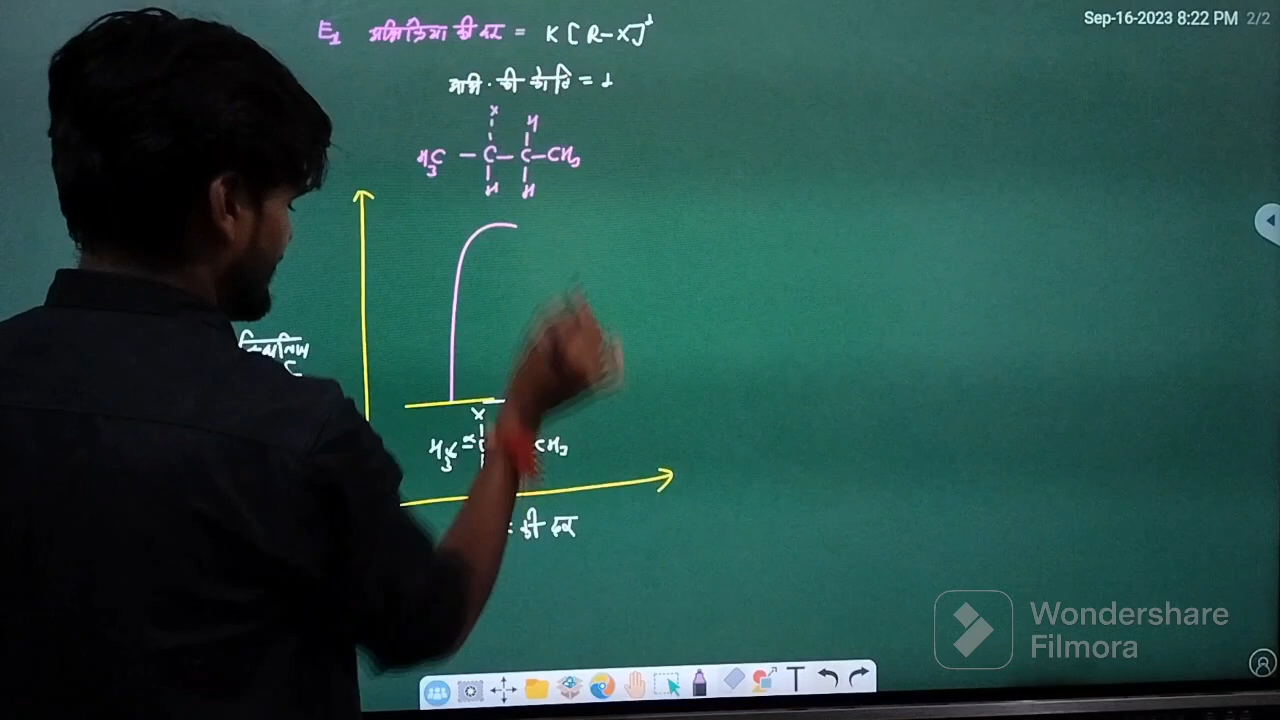 Sep-16-2023 8:22 PM 2/2
E1 अभिक्रिया की दर = K [R-X]¹
अभि. की कोटि = 1
X
H
H3C - C - C - CH3
H H
X
H3C CH3
की दर
Wondershare
Filmora